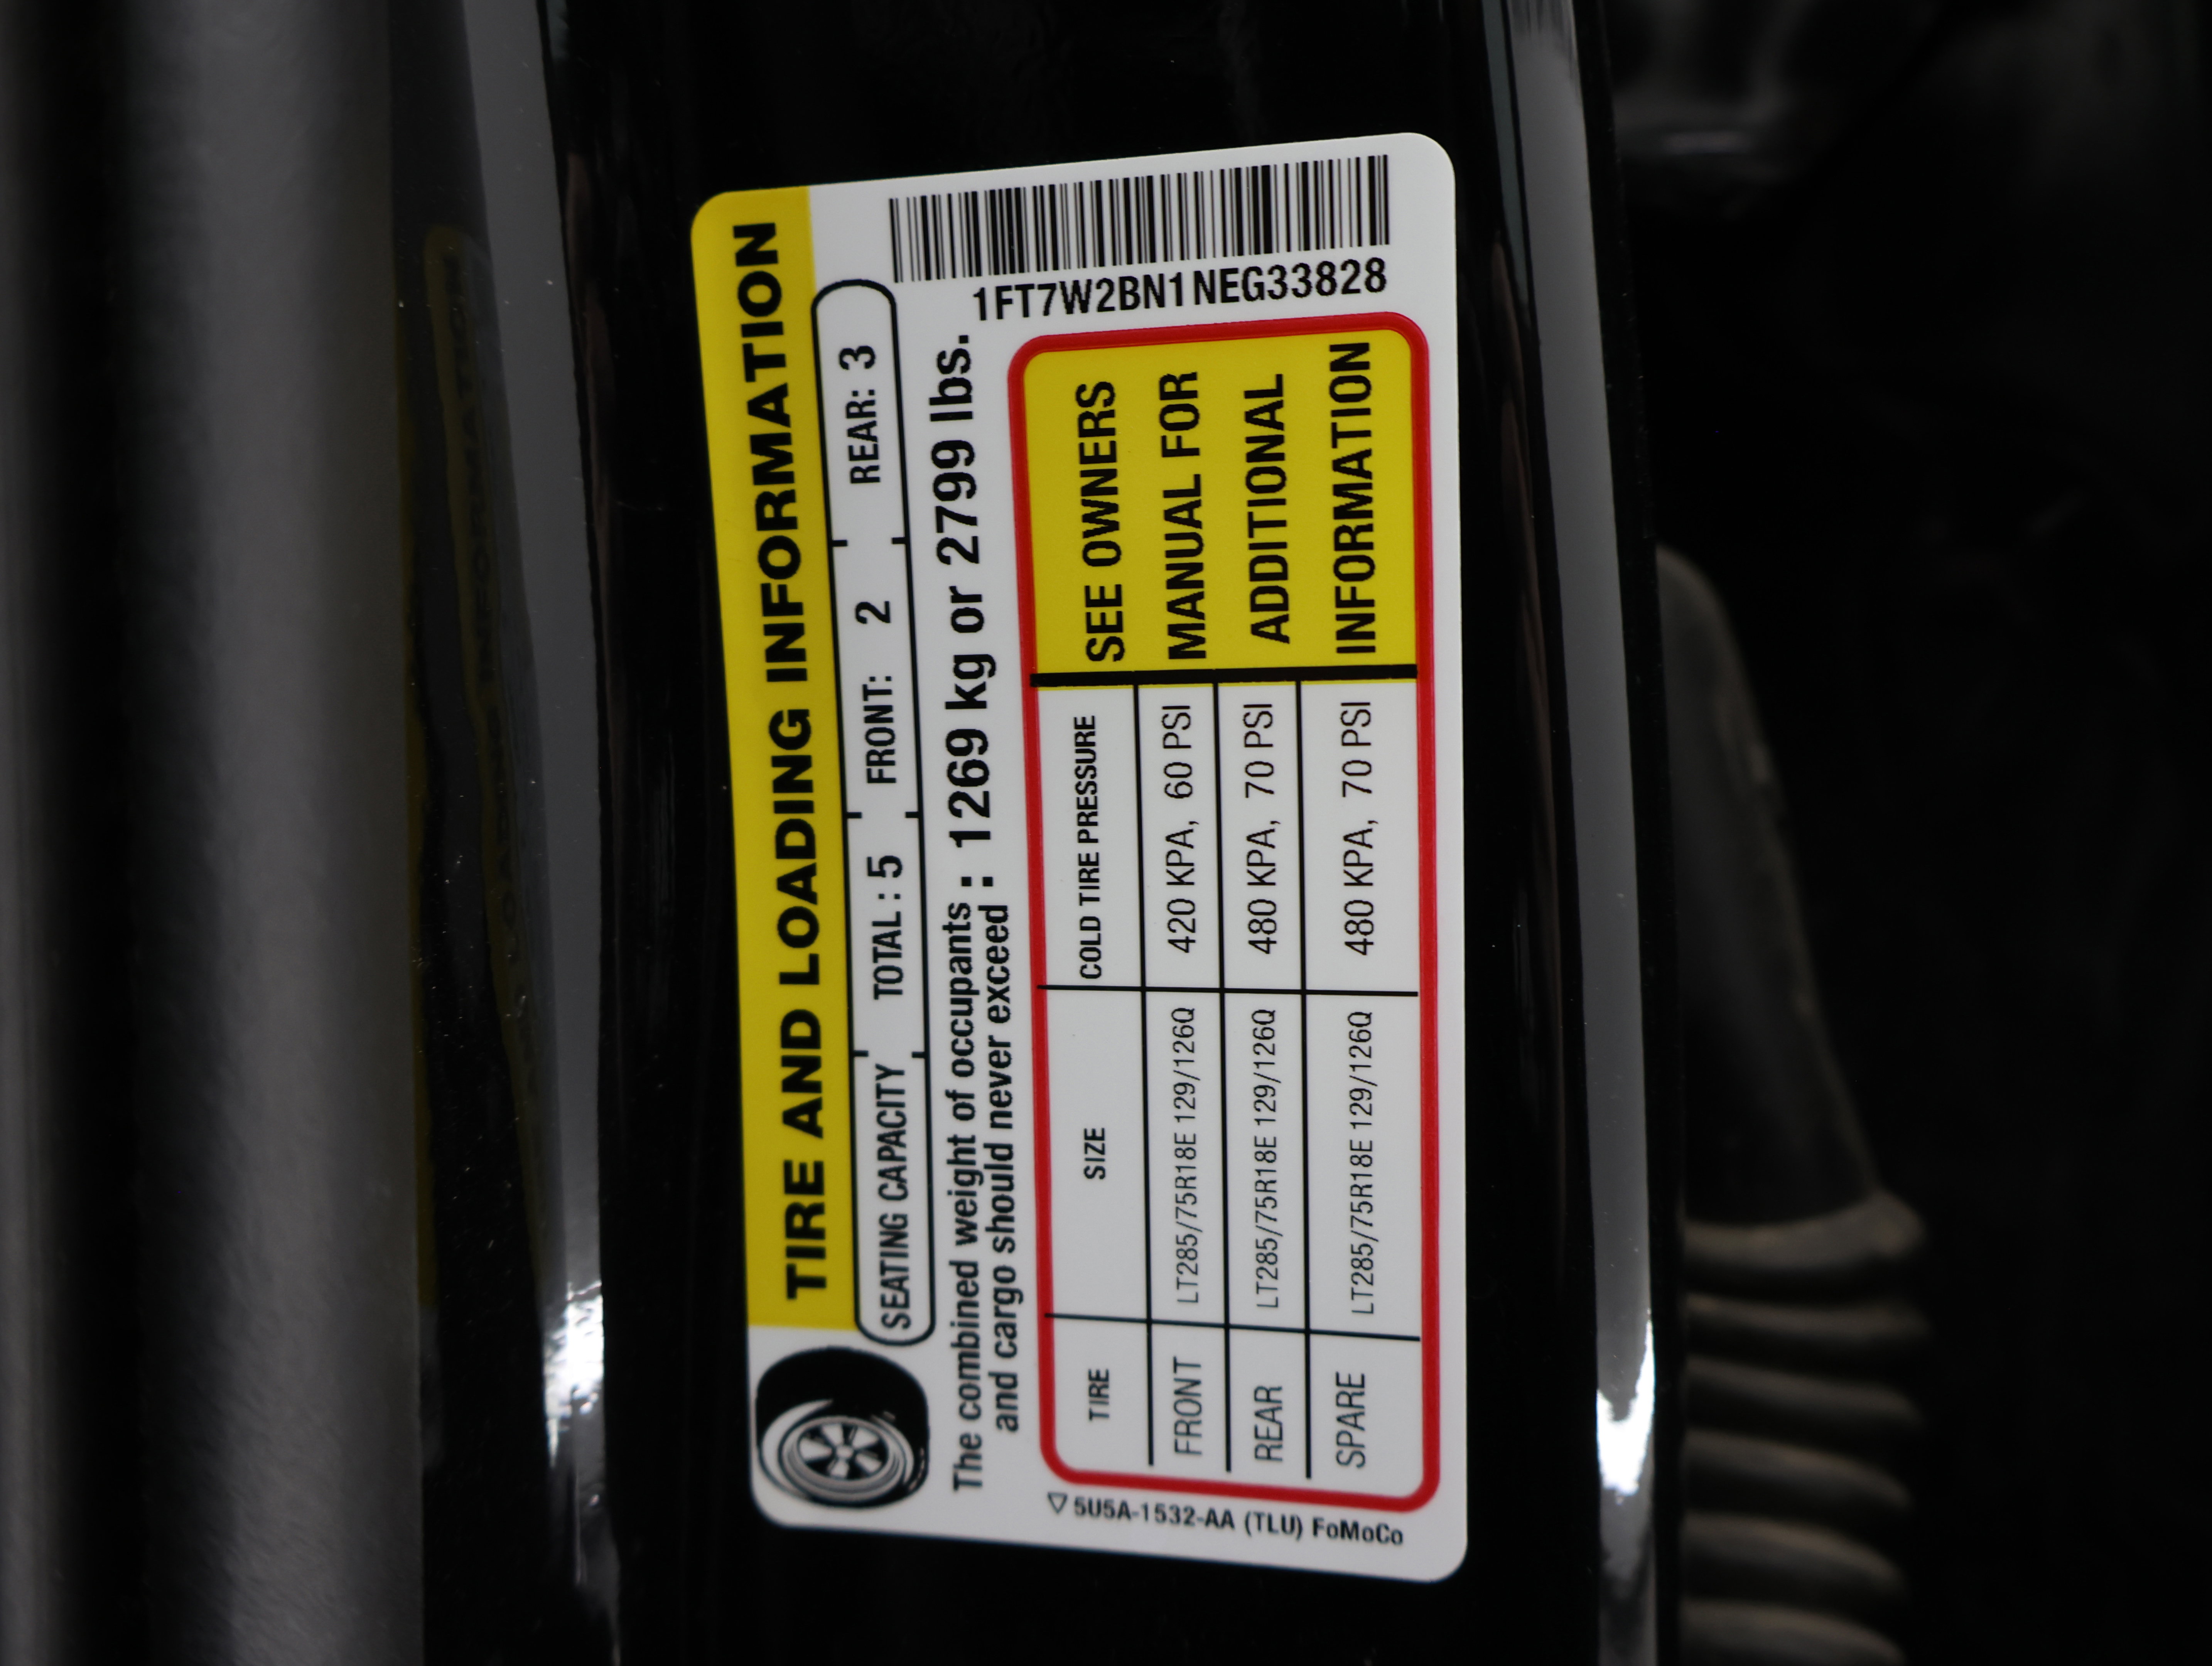 TIRE AND LOADING INFORMATION
SEATING CAPACITY TOTAL : 5 FRONT: 2 REAR: 3
The combined weight of occupants : 1269 kg or 2799 lbs.
and cargo should never exceed :
1FT7W2BN1NEG33828
TIRE SIZE COLD TIRE PRESSURE
FRONT LT285/75R18E 129/126Q 420 KPA, 60 PSI
REAR LT285/75R18E 129/126Q 480 KPA, 70 PSI
SPARE LT285/75R18E 129/126Q 480 KPA, 70 PSI
SEE OWNERS
MANUAL FOR
ADDITIONAL
INFORMATION
5U5A-1532-AA (TLU) FoMoCo